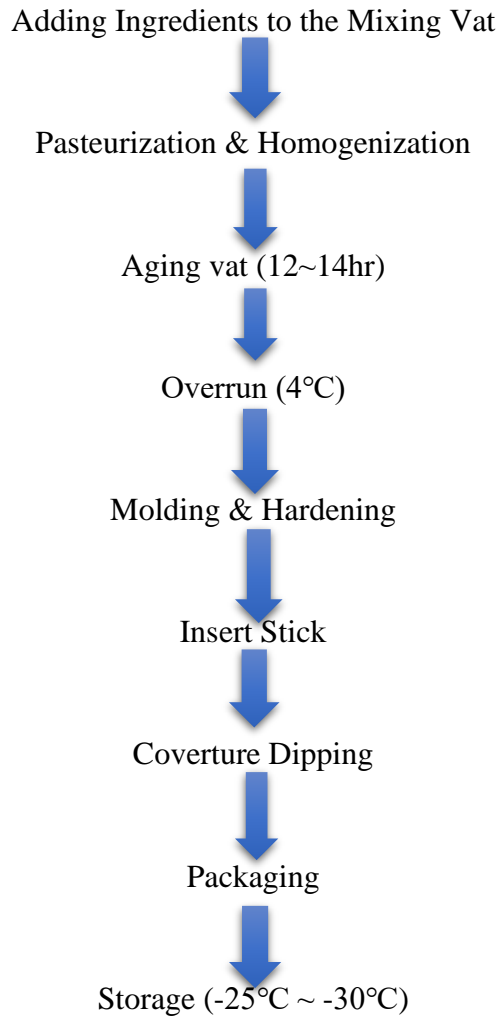 Adding Ingredients to the Mixing Vat
Pasteurization & Homogenization
Aging vat (12~14hr)
Overrun (4℃)
Molding & Hardening
Insert Stick
Coverture Dipping
Packaging
Storage (-25℃ ~ -30℃)